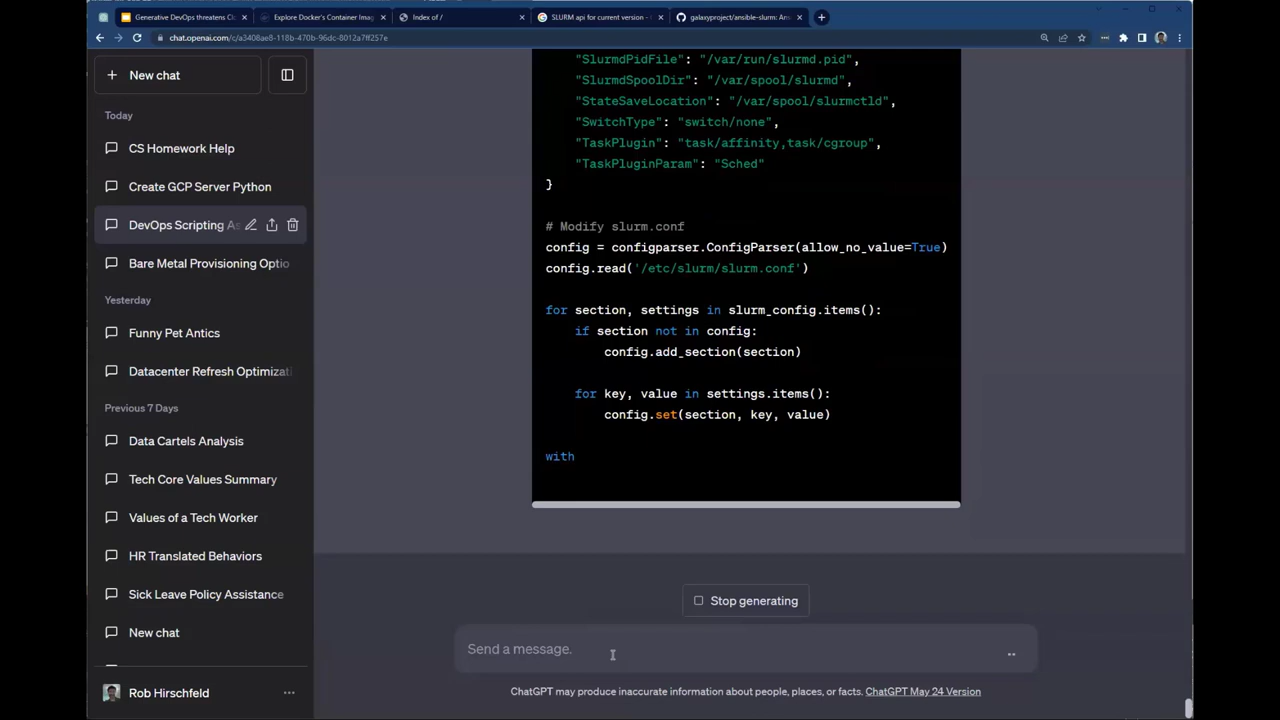 Generative DevOps threatens Cl
Explore Docker's Container Imag
Index of /
SLURM api for current version -
galaxyproject/ansible-slurm: Ans
chat.openai.com/c/a3408ae8-118b-470b-96dc-8012a7ff257e
New chat
Today
CS Homework Help
Create GCP Server Python
DevOps Scripting As
Bare Metal Provisioning Optio
Yesterday
Funny Pet Antics
Datacenter Refresh Optimizati
Previous 7 Days
Data Cartels Analysis
Tech Core Values Summary
Values of a Tech Worker
HR Translated Behaviors
Sick Leave Policy Assistance
New chat
Rob Hirschfeld
"SlurmdPidFile": "/var/run/slurmd.pid",
"SlurmdSpoolDir": "/var/spool/slurmd",
"StateSaveLocation": "/var/spool/slurmctld",
"SwitchType": "switch/none",
"TaskPlugin": "task/affinity,task/cgroup",
"TaskPluginParam": "Sched"
}
# Modify slurm.conf
config = configparser.ConfigParser(allow_no_value=True)
config.read('/etc/slurm/slurm.conf')
for section, settings in slurm_config.items():
if section not in config:
config.add_section(section)
for key, value in settings.items():
config.set(section, key, value)
with
Stop generating
Send a message.
ChatGPT may produce inaccurate information about people, places, or facts. ChatGPT May 24 Version